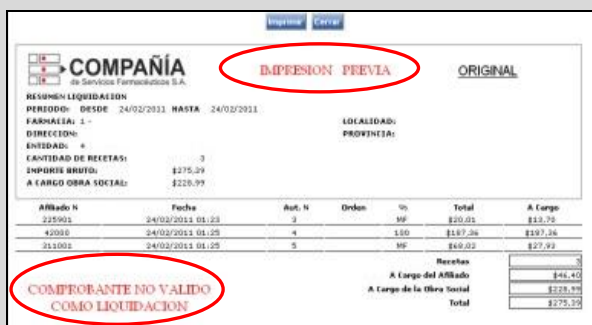 Imprimir Cerrar
COMPAÑÍA
de Servicios Farmacéuticos S.A.
IMPRESION PREVIA
ORIGINAL
RESUMEN LIQUIDACION
PERIODO: DESDE 24/02/2011 HASTA 24/02/2011
FARMACIA: 1 - LOCALIDAD:
DIRECCION: PROVINCIA:
ENTIDAD: 4
CANTIDAD DE RECETAS: 3
IMPORTE BRUTO: $275,39
A CARGO OBRA SOCIAL: $228,99
Afiliado N Fecha Aut. N Orden % Total A Cargo
225901 24/02/2011 01:23 3 MF $20,01 $13,70
42000 24/02/2011 01:25 4 100 $187,36 $187,36
311001 24/02/2011 01:25 5 MF $68,02 $27,93
Recetas 3
A Cargo del Afiliado $46,40
A Cargo de la Obra Social $228,99
Total $275,39
COMPROBANTE NO VALIDO
COMO LIQUIDACION